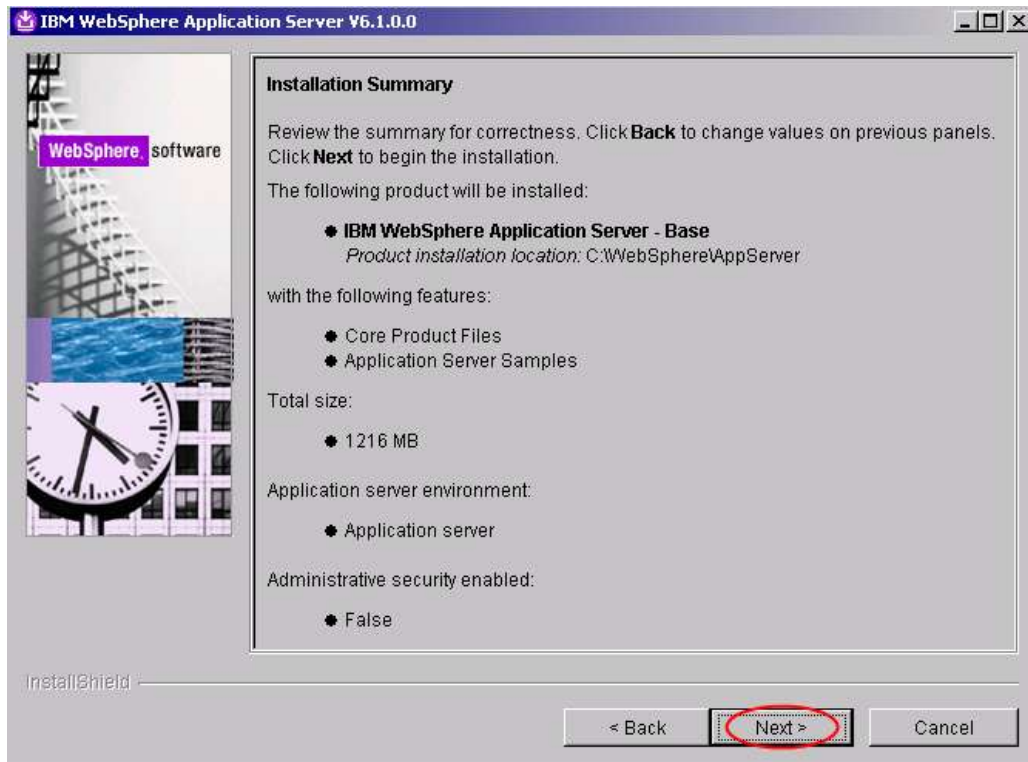 IBM WebSphere Application Server V6.1.0.0
WebSphere. software
Installation Summary
Review the summary for correctness. Click Back to change values on previous panels.
Click Next to begin the installation.
The following product will be installed:
IBM WebSphere Application Server - Base
Product installation location: C:\WebSphere\AppServer
with the following features:
Core Product Files
Application Server Samples
Total size:
1216 MB
Application server environment:
Application server
Administrative security enabled:
False
InstallShield
< Back
Next >
Cancel